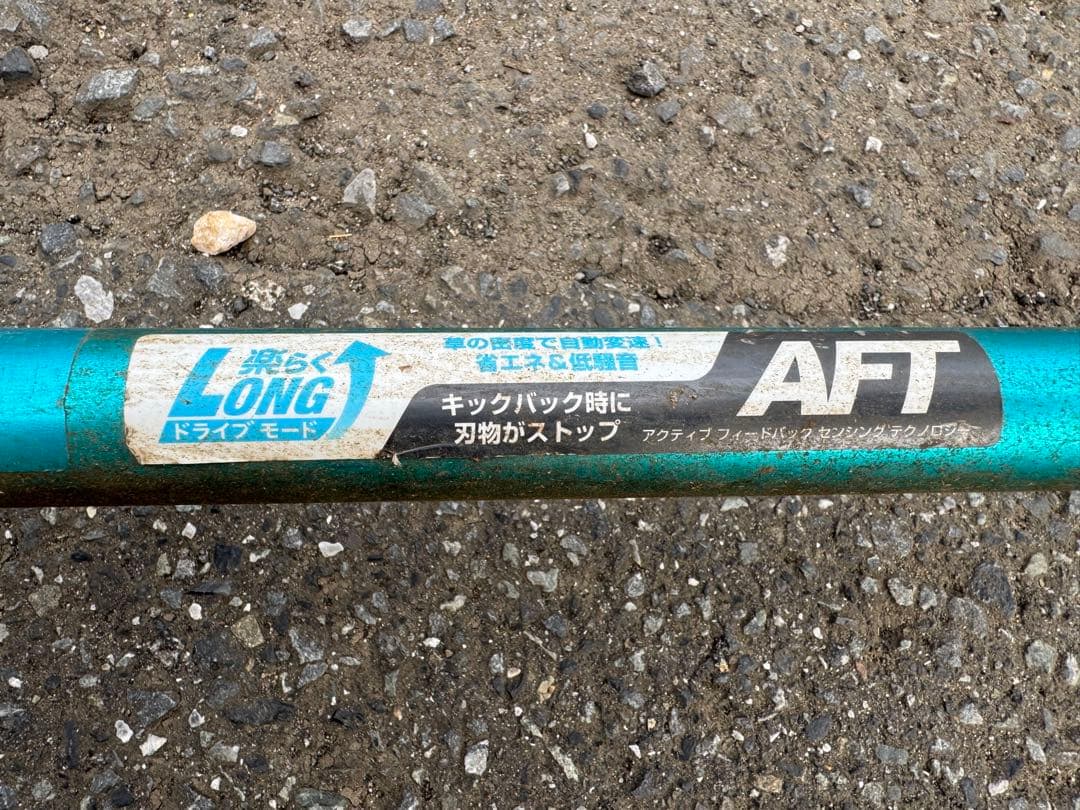 楽らく
LONG
ドライブ モード
草の密度で自動変速！
省エネ＆低騒音
キックバック時に
刃物がストップ
AFT
アクティブ フィードバック センシング テクノロジー